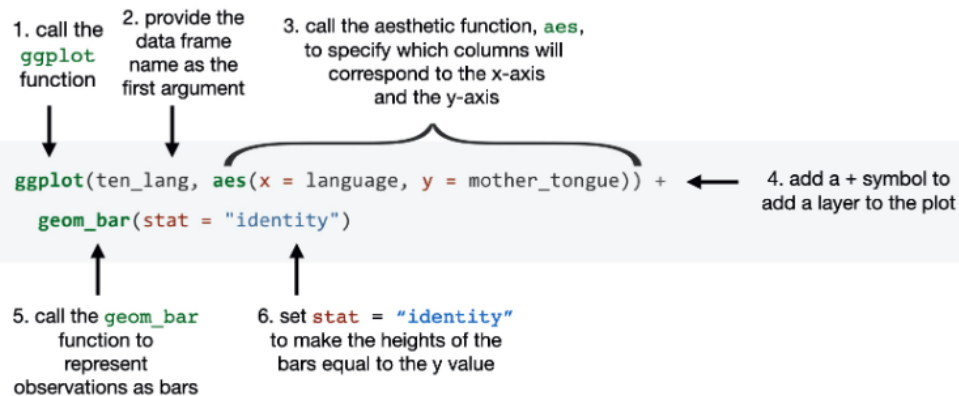 1. call the
ggplot
function
2. provide the
data frame
name as the
first argument
3. call the aesthetic function, aes,
to specify which columns will
correspond to the x-axis
and the y-axis
ggplot(ten_lang, aes(x = language, y = mother_tongue)) +
geom_bar(stat = "identity")
4. add a + symbol to
add a layer to the plot
5. call the geom_bar
function to
represent
observations as bars
6. set stat = “identity”
to make the heights of the
bars equal to the y value